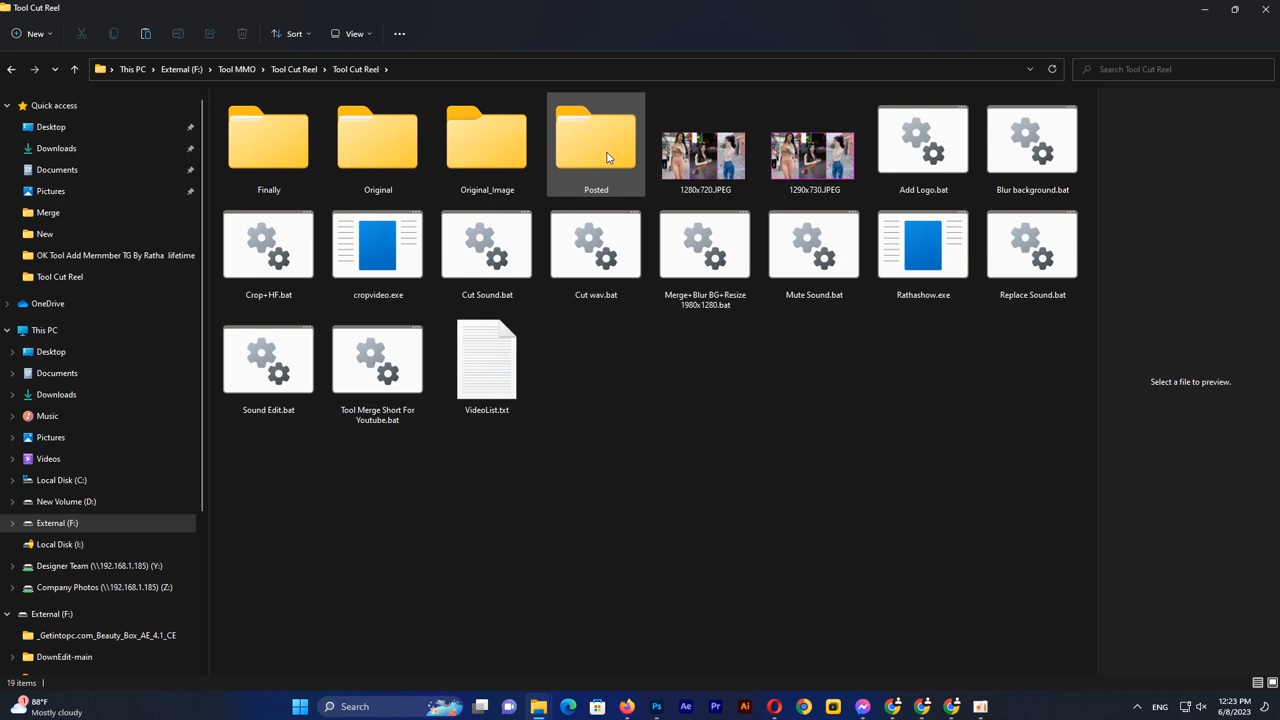 Tool Cut Reel
New
Sort
View
This PC
External (F:)
Tool MMO
Tool Cut Reel
Tool Cut Reel
Search Tool Cut Reel
Quick access
Desktop
Downloads
Documents
Pictures
Merge
New
OK Tool Add Memmber TG By Ratha lifetime
Tool Cut Reel
OneDrive
This PC
Desktop
Documents
Downloads
Music
Pictures
Videos
Local Disk (C:)
New Volume (D:)
External (F:)
Local Disk (I:)
Designer Team (\\192.168.1.185) (Y:)
Company Photos (\\192.168.1.185) (Z:)
External (F:)
_Getintopc.com_Beauty_Box_AE_4.1_CE
DownEdit-main
Finally
Original
Original_Image
Posted
1280x720.JPEG
1290x730.JPEG
Add Logo.bat
Blur background.bat
Crop+HF.bat
cropvideo.exe
Cut Sound.bat
Cut wav.bat
Merge+Blur BG+Resize
1980x1280.bat
Mute Sound.bat
Rathashow.exe
Replace Sound.bat
Sound Edit.bat
Tool Merge Short For
Youtube.bat
VideoList.txt
Select a file to preview.
19 items
1
88°F
Mostly cloudy
Search
Ps
Ae
Pr
Ai
ENG
12:23 PM
6/8/2023